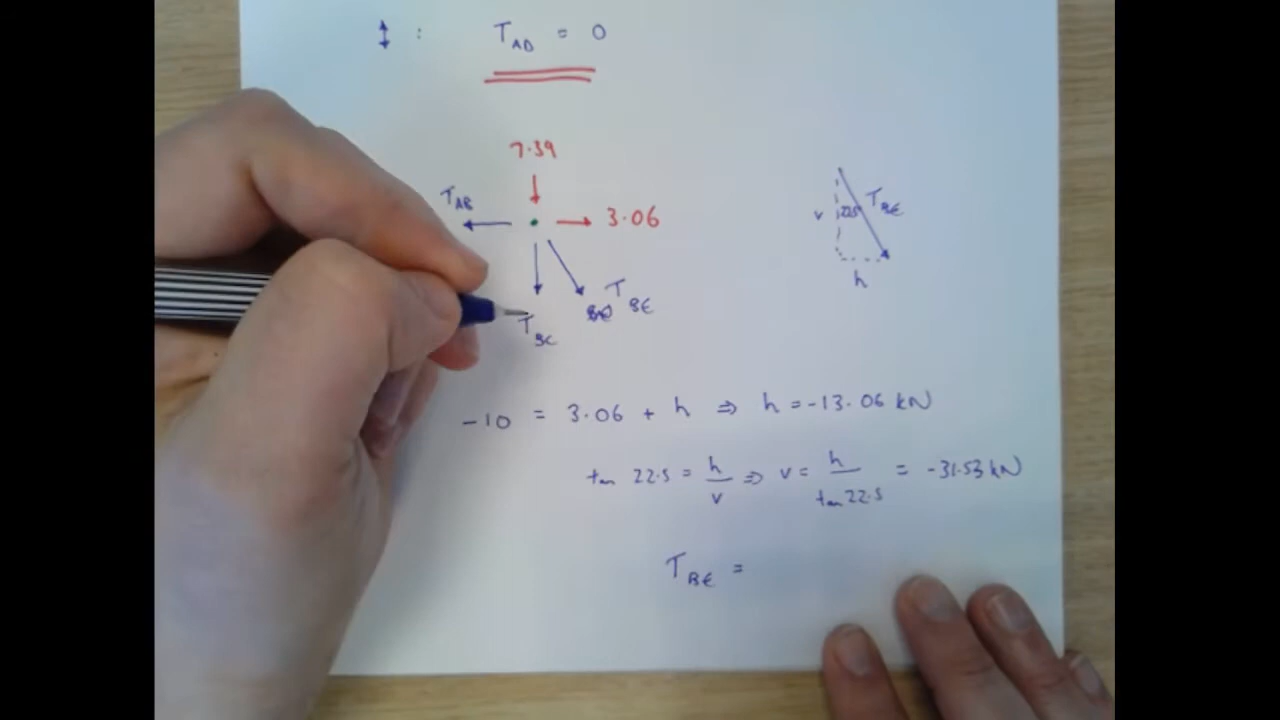 ↕ : T_AD = 0
7.39
T_AB
3.06
T_BE
T_BC
v 22.5 T_BE
h
-10 = 3.06 + h ⇒ h = -13.06 kN
tan 22.5 = h/v ⇒ v = h/tan 22.5 = -31.53 kN
T_BE =